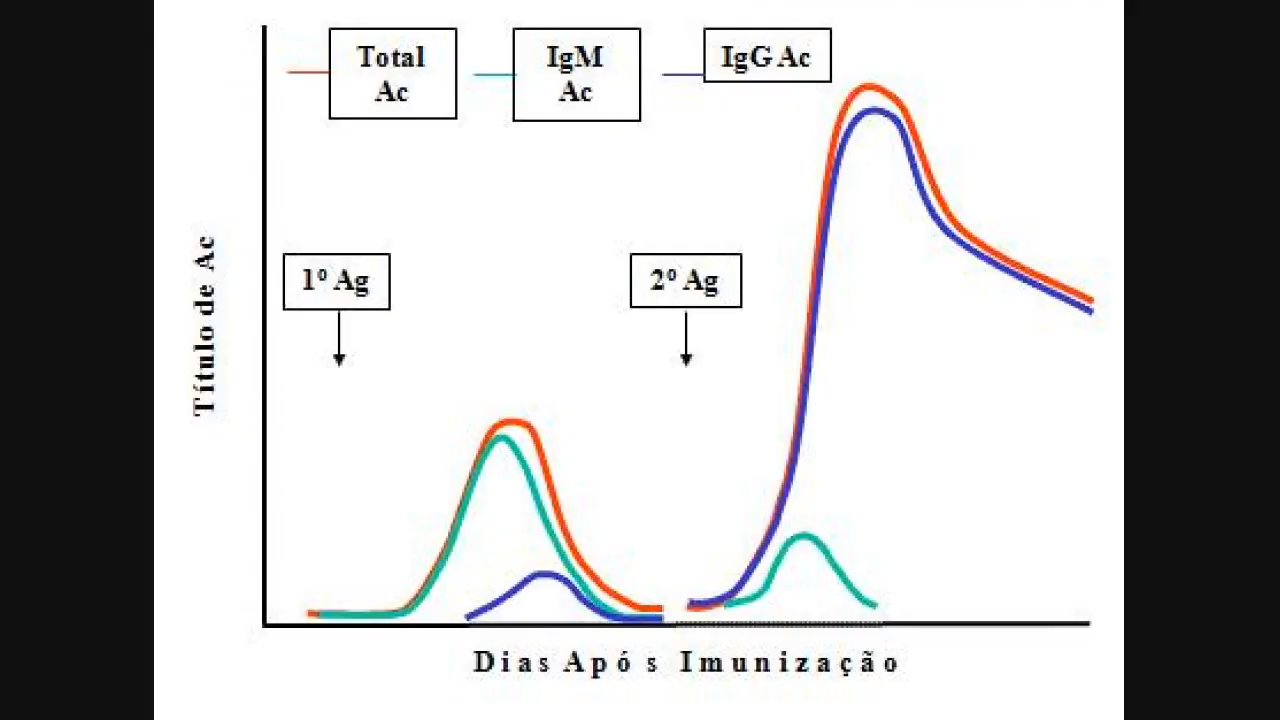 Total
Ac
IgM
Ac
IgG Ac
1º Ag
2º Ag
Título de Ac
Dias Após Imunização